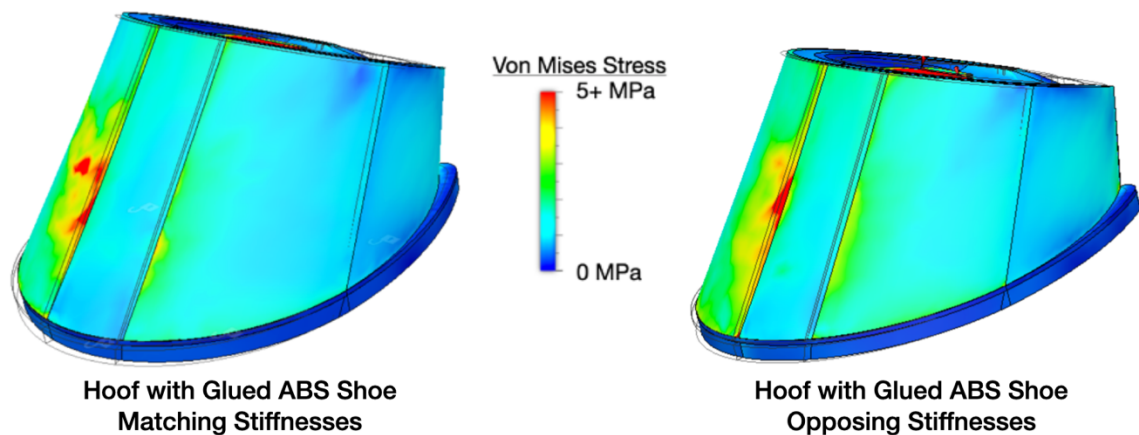 Von Mises Stress
5+ MPa
0 MPa
Hoof with Glued ABS Shoe
Matching Stiffnesses
Hoof with Glued ABS Shoe
Opposing Stiffnesses